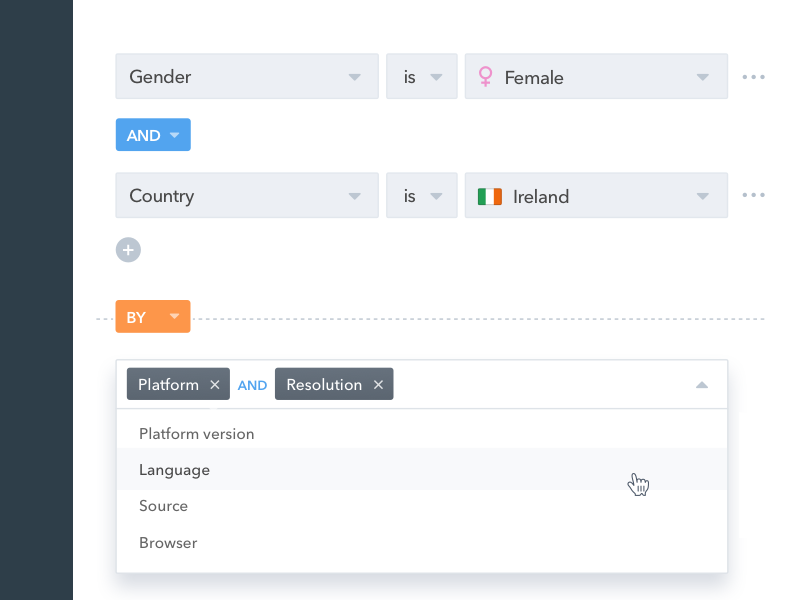 Gender is Female
AND
Country is Ireland
BY
Platform AND Resolution
Platform version
Language
Source
Browser